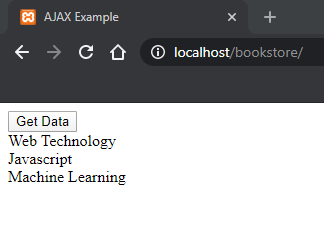 AJAX Example
localhost/bookstore/
Get Data
Web Technology
Javascript
Machine Learning